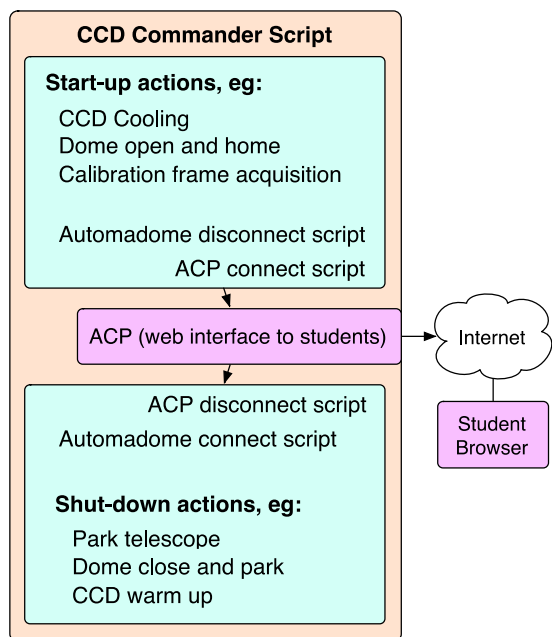 CCD Commander Script
Start-up actions, eg:
CCD Cooling
Dome open and home
Calibration frame acquisition
Automadome disconnect script
ACP connect script
ACP (web interface to students)
Internet
Student
Browser
ACP disconnect script
Automadome connect script
Shut-down actions, eg:
Park telescope
Dome close and park
CCD warm up